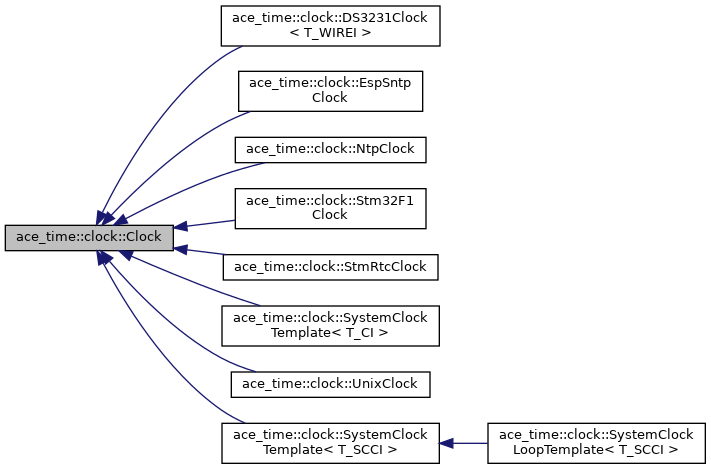 ace_time::clock::DS3231Clock
< T_WIREI >
ace_time::clock::EspSntp
Clock
ace_time::clock::NtpClock
ace_time::clock::Stm32F1
Clock
ace_time::clock::Clock
ace_time::clock::StmRtcClock
ace_time::clock::SystemClock
Template< T_CI >
ace_time::clock::UnixClock
ace_time::clock::SystemClock
Template< T_SCCI >
ace_time::clock::SystemClock
LoopTemplate< T_SCCI >